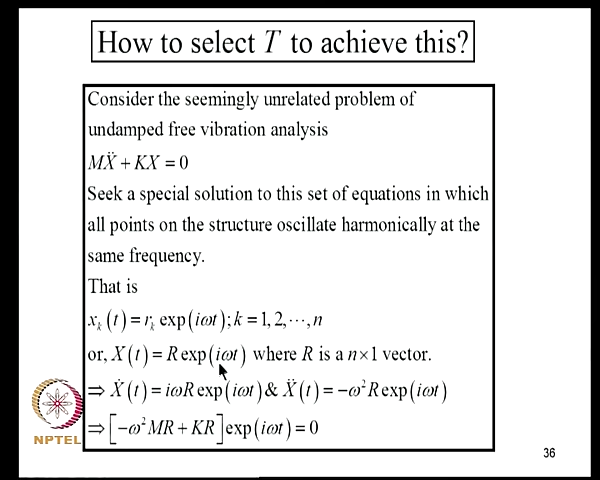 How to select T to achieve this?
Consider the seemingly unrelated problem of
undamped free vibration analysis
MẌ + KX = 0
Seek a special solution to this set of equations in which
all points on the structure oscillate harmonically at the
same frequency.
That is
xₖ(t) = rₖ exp(iωt); k = 1, 2, ⋯, n
or, X(t) = R exp(iωt) where R is a n×1 vector.
⇒ Ẋ(t) = iωR exp(iωt) & Ẍ(t) = −ω²R exp(iωt)
⇒ [−ω²MR + KR] exp(iωt) = 0
NPTEL
36